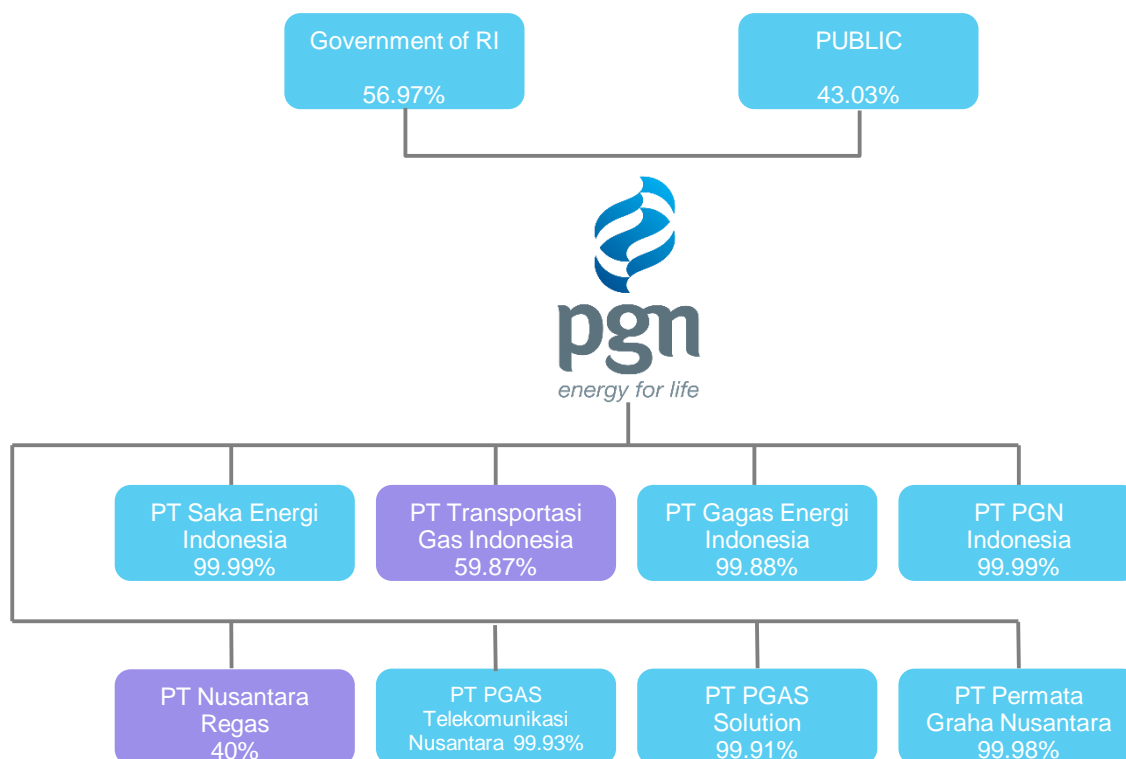 Government of RI
56.97%
PUBLIC
43.03%
pgn
energy for life
PT Saka Energi
Indonesia
99.99%
PT Transportasi
Gas Indonesia
59.87%
PT Gagas Energi
Indonesia
99.88%
PT PGN
Indonesia
99.99%
PT Nusantara
Regas
40%
PT PGAS
Telekomunikasi
Nusantara 99.93%
PT PGAS
Solution
99.91%
PT Permata
Graha Nusantara
99.98%